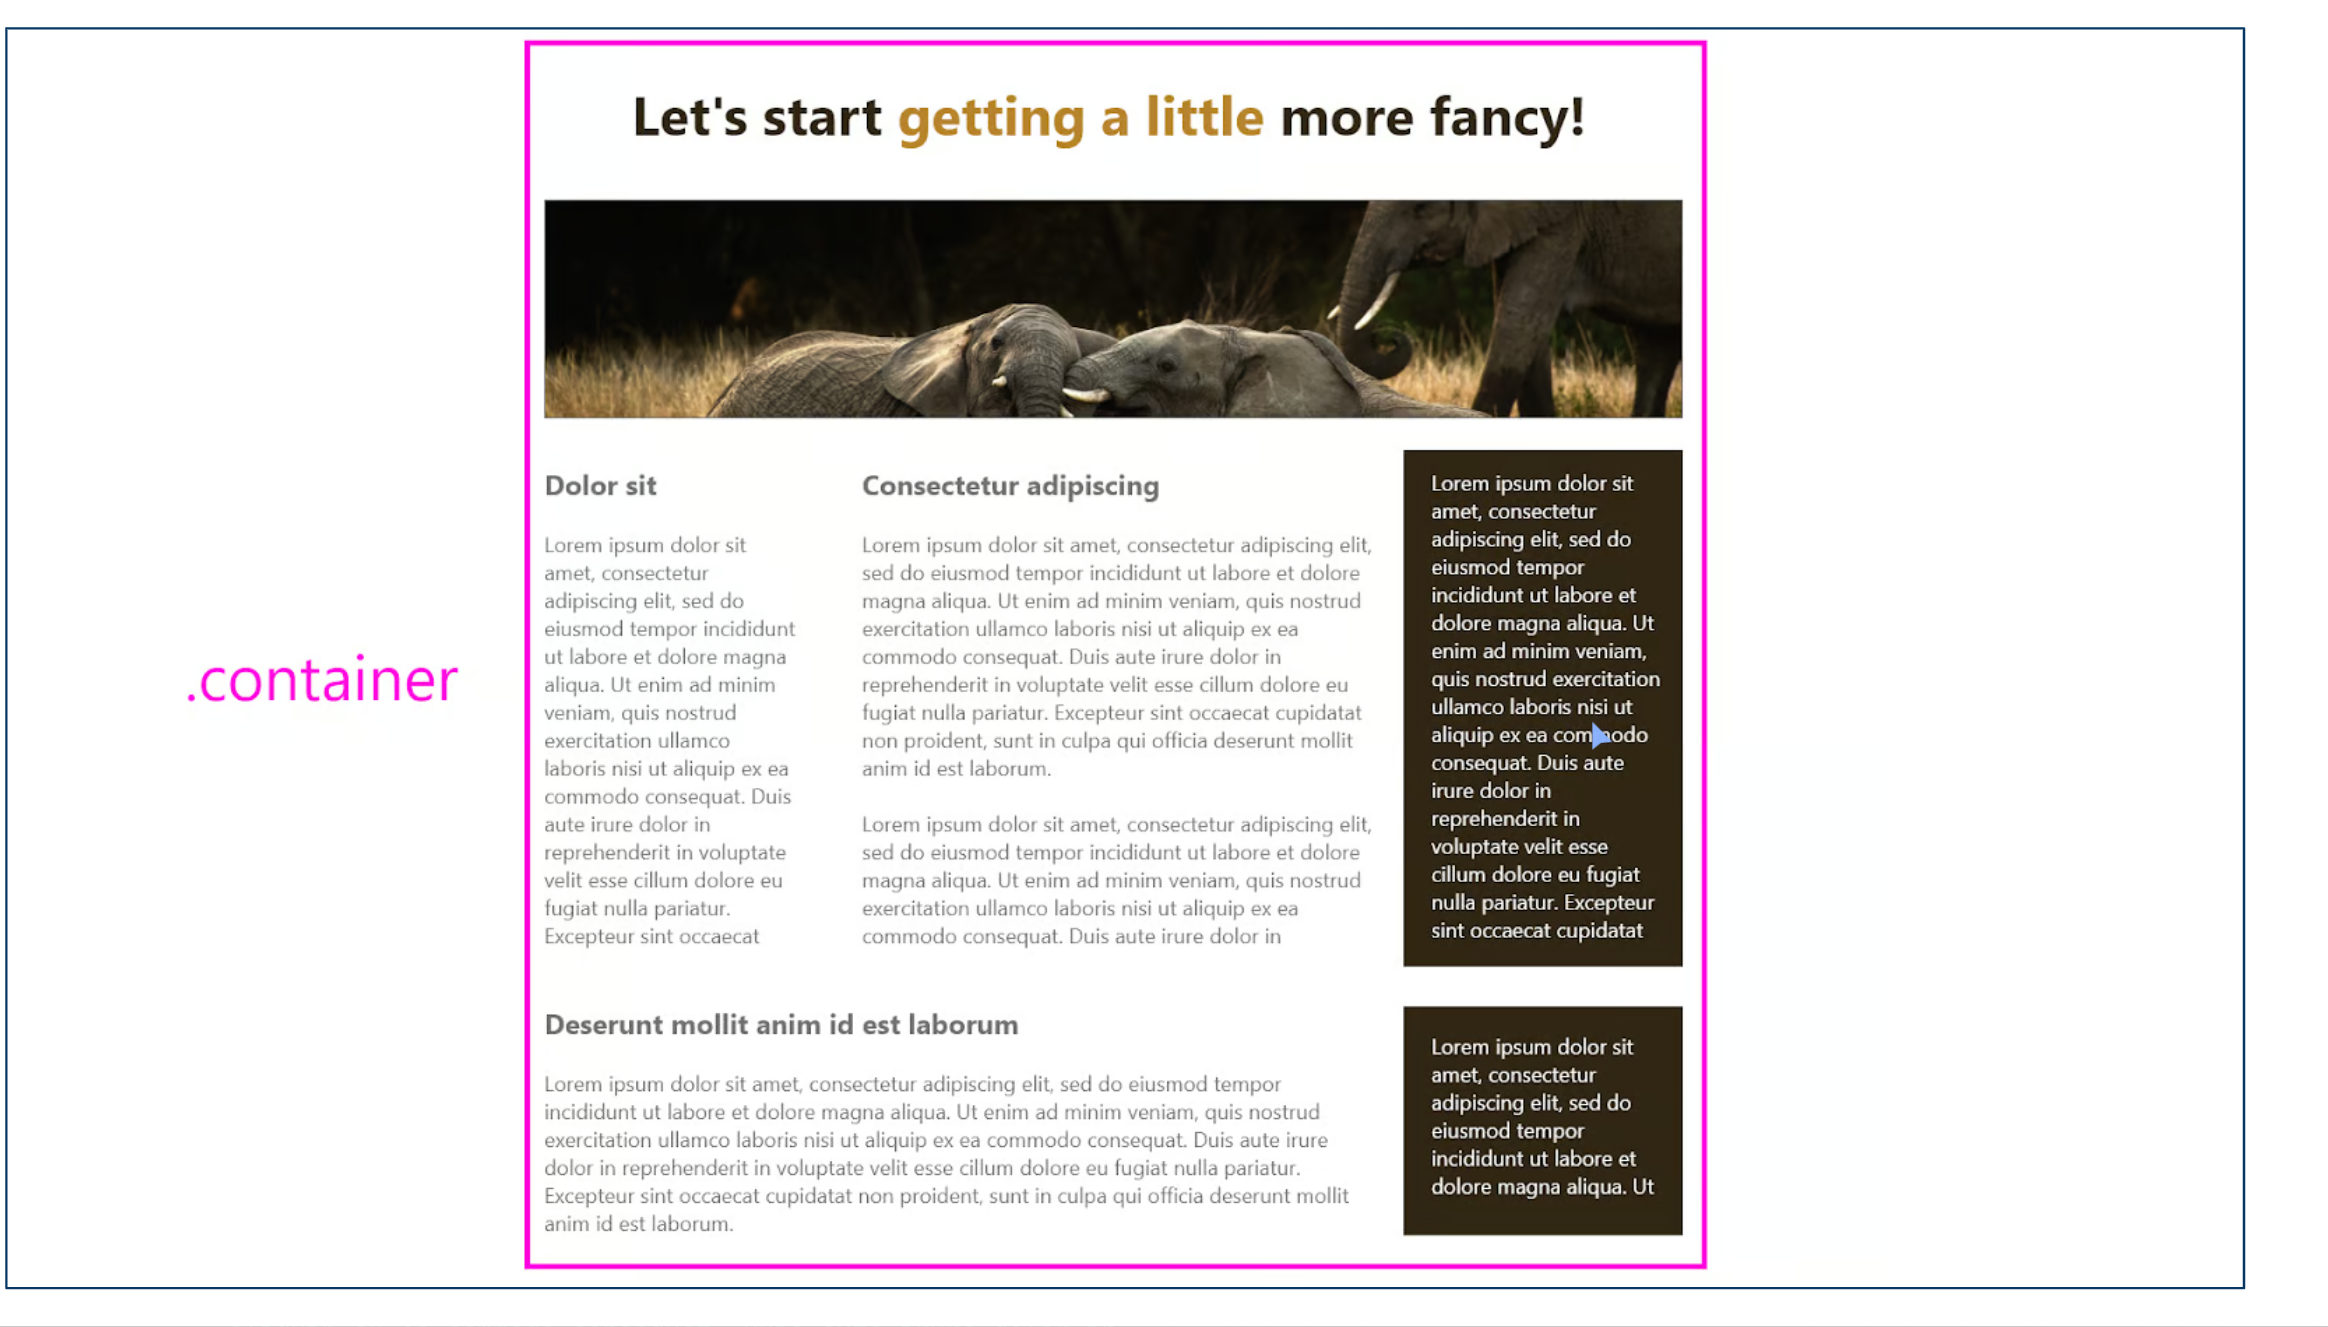 Let's start getting a little more fancy!
.container
Dolor sit
Lorem ipsum dolor sit
amet, consectetur
adipiscing elit, sed do
eiusmod tempor incididunt
ut labore et dolore magna
aliqua. Ut enim ad minim
veniam, quis nostrud
exercitation ullamco
laboris nisi ut aliquip ex ea
commodo consequat. Duis
aute irure dolor in
reprehenderit in voluptate
velit esse cillum dolore eu
fugiat nulla pariatur.
Excepteur sint occaecat
Consectetur adipiscing
Lorem ipsum dolor sit amet, consectetur adipiscing elit,
sed do eiusmod tempor incididunt ut labore et dolore
magna aliqua. Ut enim ad minim veniam, quis nostrud
exercitation ullamco laboris nisi ut aliquip ex ea
commodo consequat. Duis aute irure dolor in
reprehenderit in voluptate velit esse cillum dolore eu
fugiat nulla pariatur. Excepteur sint occaecat cupidatat
non proident, sunt in culpa qui officia deserunt mollit
anim id est laborum.
Lorem ipsum dolor sit amet, consectetur adipiscing elit,
sed do eiusmod tempor incididunt ut labore et dolore
magna aliqua. Ut enim ad minim veniam, quis nostrud
exercitation ullamco laboris nisi ut aliquip ex ea
commodo consequat. Duis aute irure dolor in
Lorem ipsum dolor sit
amet, consectetur
adipiscing elit, sed do
eiusmod tempor
incididunt ut labore et
dolore magna aliqua. Ut
enim ad minim veniam,
quis nostrud exercitation
ullamco laboris nisi ut
aliquip ex ea commodo
consequat. Duis aute
irure dolor in
reprehenderit in
voluptate velit esse
cillum dolore eu fugiat
nulla pariatur. Excepteur
sint occaecat cupidatat
Deserunt mollit anim id est laborum
Lorem ipsum dolor sit amet, consectetur adipiscing elit, sed do eiusmod tempor
incididunt ut labore et dolore magna aliqua. Ut enim ad minim veniam, quis nostrud
exercitation ullamco laboris nisi ut aliquip ex ea commodo consequat. Duis aute irure
dolor in reprehenderit in voluptate velit esse cillum dolore eu fugiat nulla pariatur.
Excepteur sint occaecat cupidatat non proident, sunt in culpa qui officia deserunt mollit
anim id est laborum.
Lorem ipsum dolor sit
amet, consectetur
adipiscing elit, sed do
eiusmod tempor
incididunt ut labore et
dolore magna aliqua. Ut